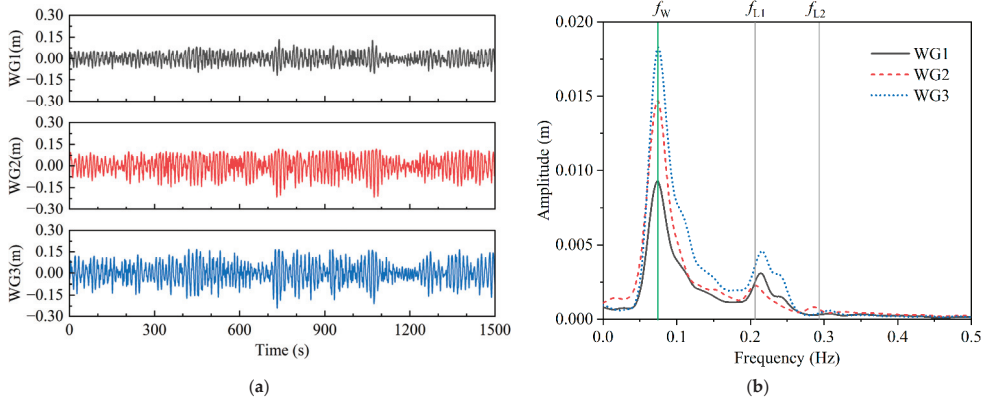 WG1(m)
0.30
0.15
0.00
−0.15
−0.30
WG2(m)
0.30
0.15
0.00
−0.15
−0.30
WG3(m)
0.30
0.15
0.00
−0.15
−0.30
0 300 600 900 1200 1500
Time (s)
(a)
f_W f_L1 f_L2
Amplitude (m)
0.020
0.015
0.010
0.005
0.000
WG1
WG2
WG3
0.0 0.1 0.2 0.3 0.4 0.5
Frequency (Hz)
(b)